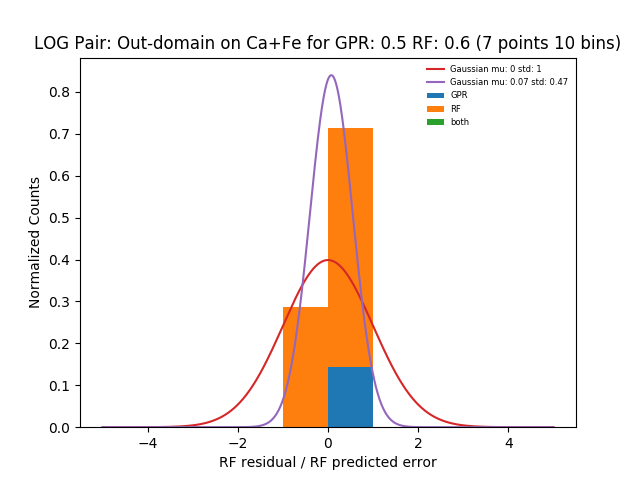 LOG Pair: Out-domain on Ca+Fe for GPR: 0.5 RF: 0.6 (7 points 10 bins)
Gaussian mu: 0 std: 1
Gaussian mu: 0.07 std: 0.47
GPR
RF
both
Normalized Counts
0.8
0.7
0.6
0.5
0.4
0.3
0.2
0.1
0.0
−4 −2 0 2 4
RF residual / RF predicted error